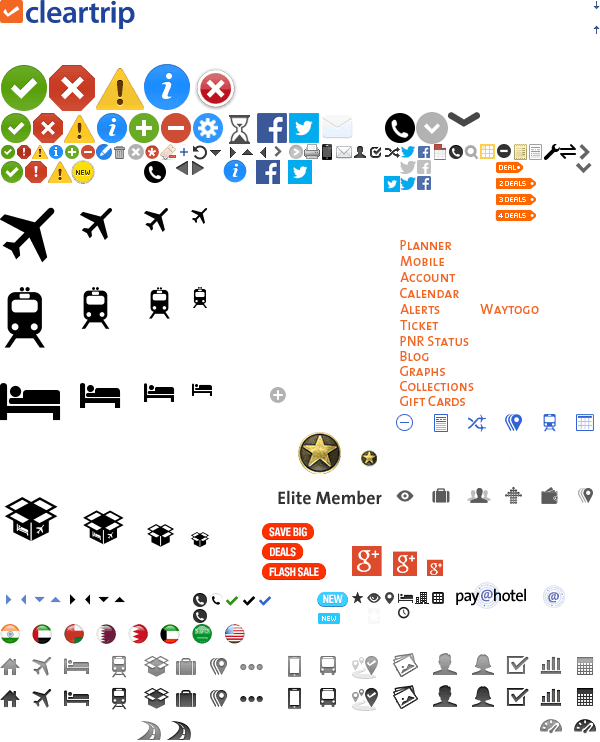 cleartrip
NEW
DEAL
2 DEALS
3 DEALS
4 DEALS
Planner
Mobile
Account
Calendar
Alerts Waytogo
Ticket
PNR Status
Blog
Graphs
Collections
Gift Cards
Elite Member
SAVE BIG
DEALS
FLASH SALE
g+ g+ g+
NEW pay@hotel @
NEW